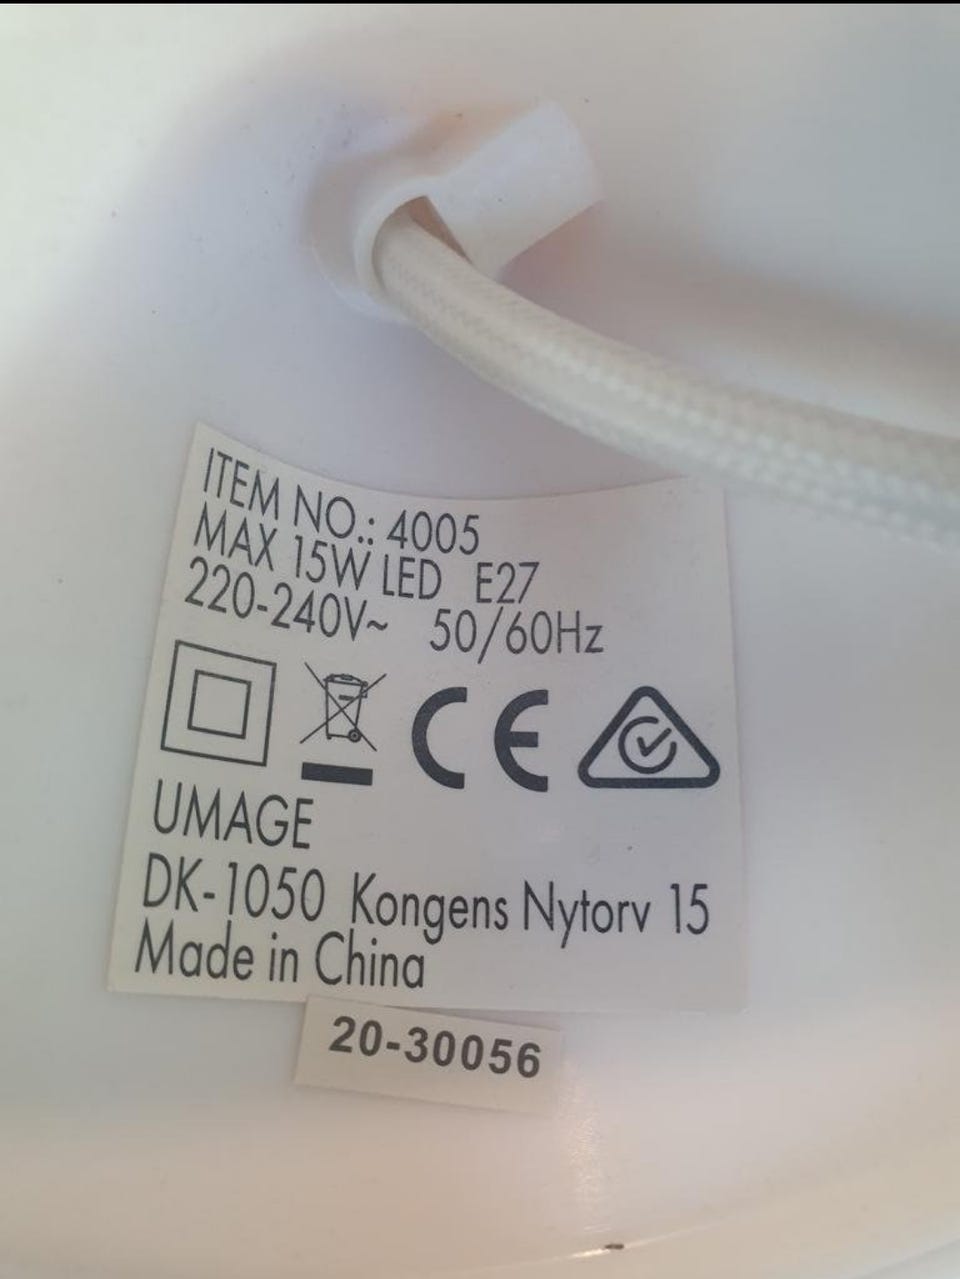 ITEM NO.: 4005
MAX 15W LED E27
220-240V~ 50/60Hz
CE
UMAGE
DK-1050 Kongens Nytorv 15
Made in China
20-30056